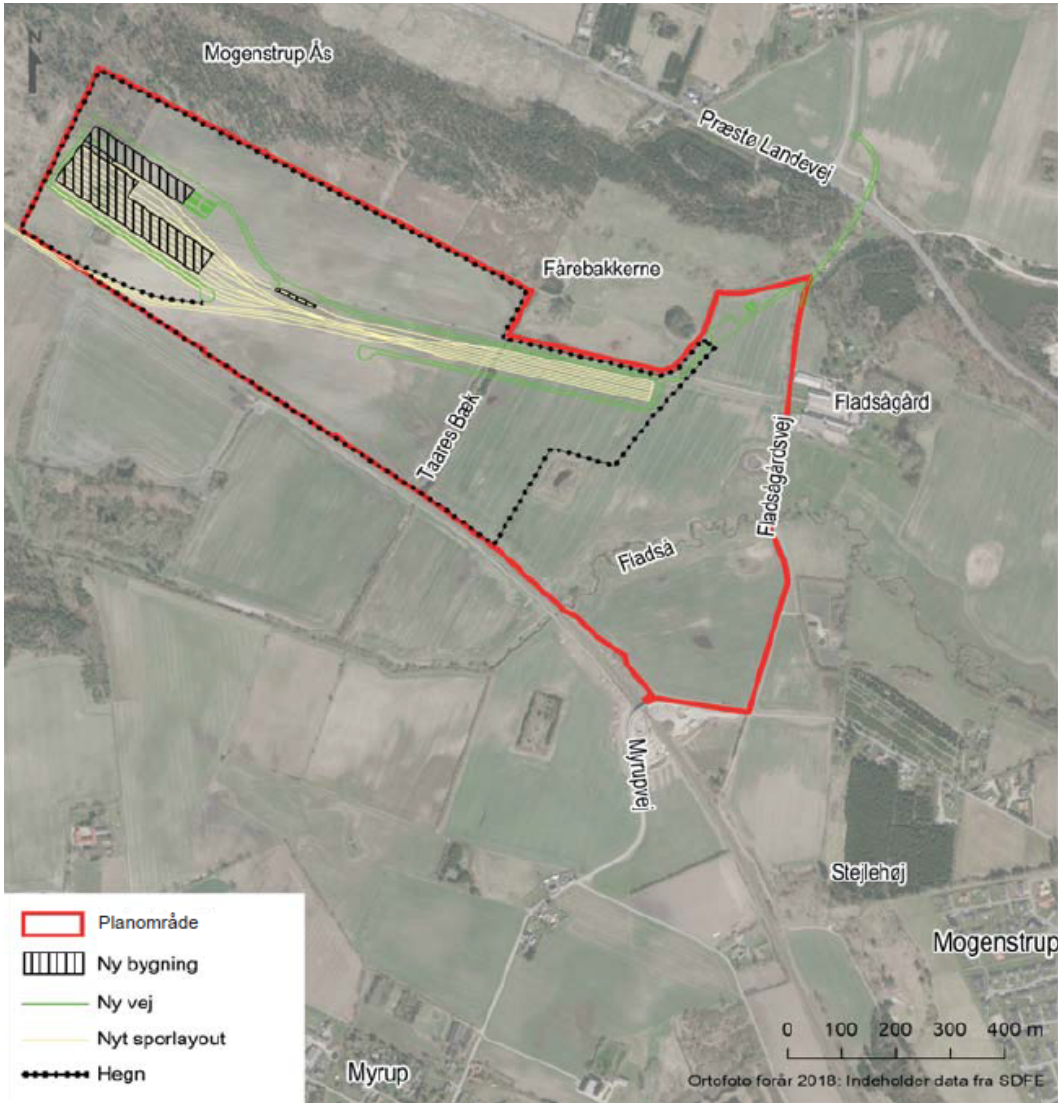 N
Mogenstrup Ås
Præstø Landevej
Fårebakkerne
Fladsågård
Taares Bæk
Fladsågårdsvej
Fladså
Myrupvej
Stejlehøj
Mogenstrup
Myrup
Planområde
Ny bygning
Ny vej
Nyt sporlayout
Hegn
0 100 200 300 400 m
Ortofoto forår 2018: Indeholder data fra SDFE